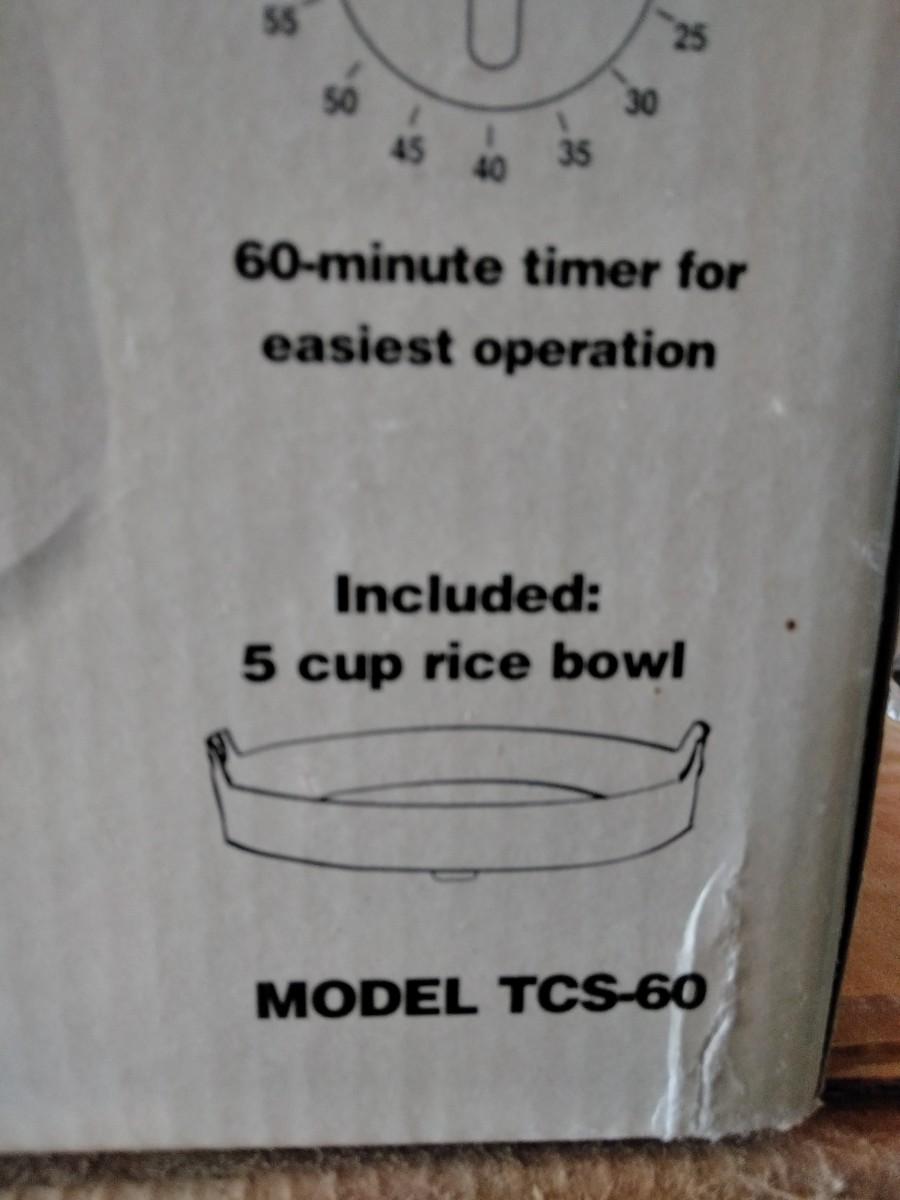 55
25
50
30
45
35
40
60-minute timer for
easiest operation
Included:
5 cup rice bowl
MODEL TCS-60